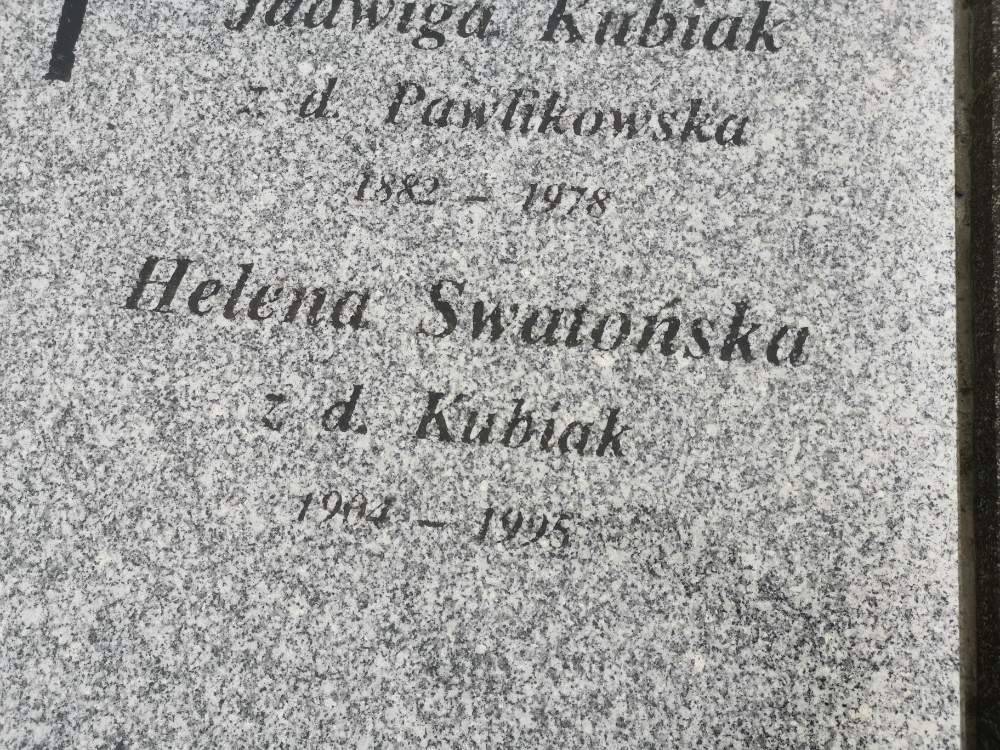 Jadwiga Kubiak
z d. Pawlikowska
1882 – 1978
Helena Swatońska
z d. Kubiak
1904 – 1995